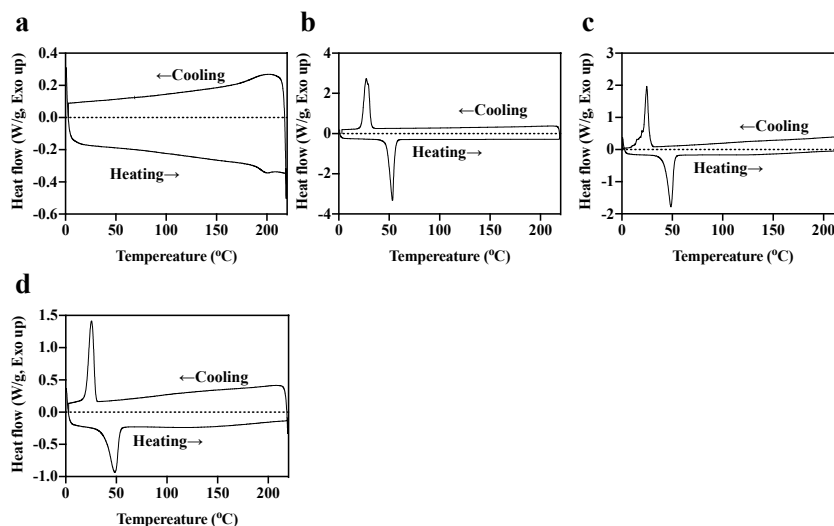 a
0.4
0.2
0.0
-0.2
-0.4
-0.6
Heat flow (W/g, Exo up)
←Cooling
Heating→
0 50 100 150 200
Tempereature (°C)
b
4
2
0
-2
-4
Heat flow (W/g, Exo up)
←Cooling
Heating→
0 50 100 150 200
Tempereature (°C)
c
3
2
1
0
-1
-2
Heat flow (W/g, Exo up)
←Cooling
Heating→
0 50 100 150 200
Tempereature (°C)
d
1.5
1.0
0.5
0.0
-0.5
-1.0
Heat flow (W/g, Exo up)
←Cooling
Heating→
0 50 100 150 200
Tempereature (°C)